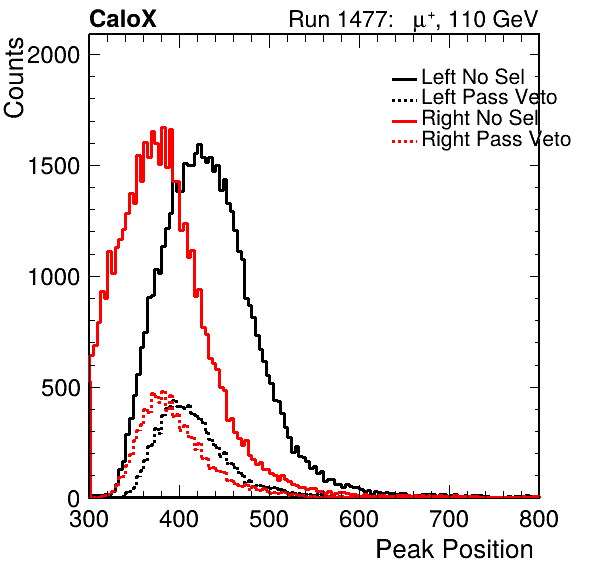 CaloX Run 1477: μ+, 110 GeV
Counts
2000
1500
1000
500
0
Left No Sel
Left Pass Veto
Right No Sel
Right Pass Veto
300 400 500 600 700 800
Peak Position